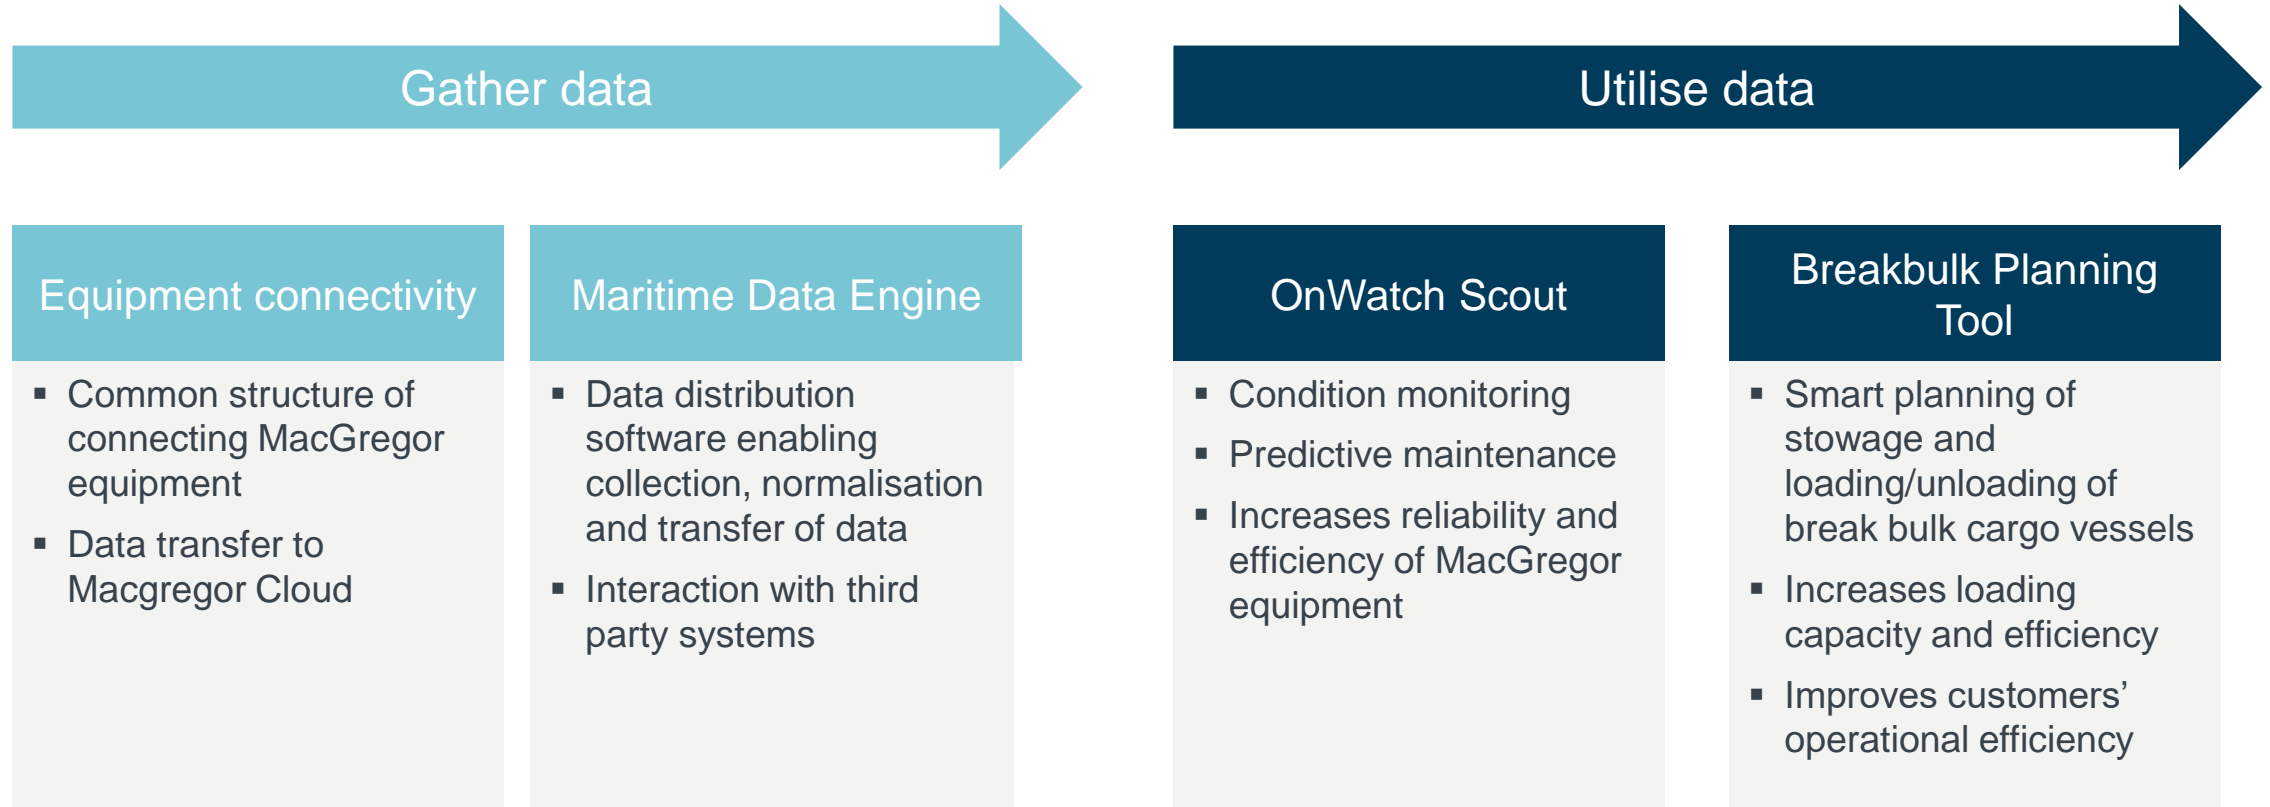 Gather data
Utilise data
Equipment connectivity
▪ Common structure of
connecting MacGregor
equipment
▪ Data transfer to
Macgregor Cloud
Maritime Data Engine
▪ Data distribution
software enabling
collection, normalisation
and transfer of data
▪ Interaction with third
party systems
OnWatch Scout
▪ Condition monitoring
▪ Predictive maintenance
▪ Increases reliability and
efficiency of MacGregor
equipment
Breakbulk Planning
Tool
▪ Smart planning of
stowage and
loading/unloading of
break bulk cargo vessels
▪ Increases loading
capacity and efficiency
▪ Improves customers’
operational efficiency